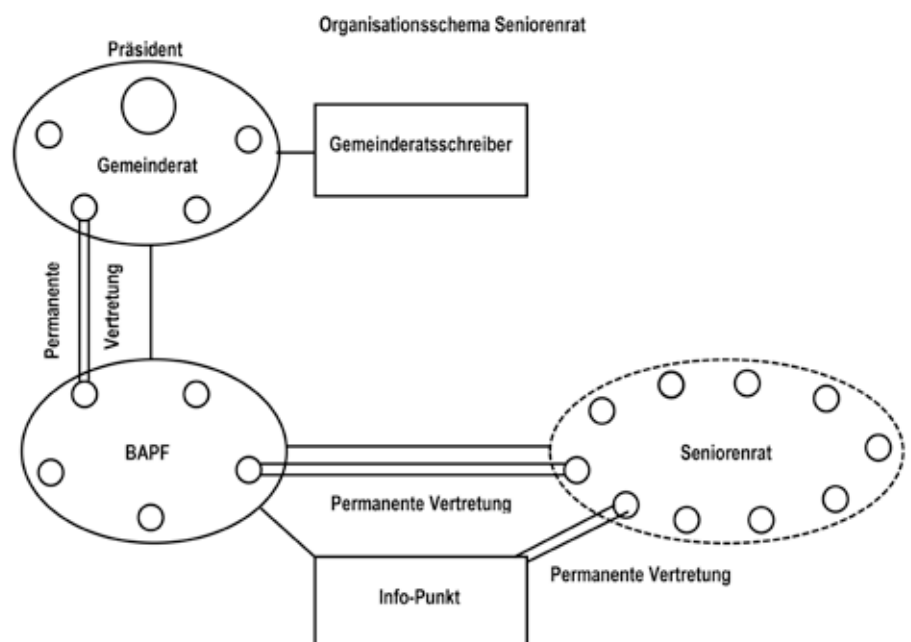 Organisationsschema Seniorenrat
Präsident
Gemeinderat
Gemeinderatsschreiber
Permanente
Vertretung
BAPF
Seniorenrat
Permanente Vertretung
Permanente Vertretung
Info-Punkt